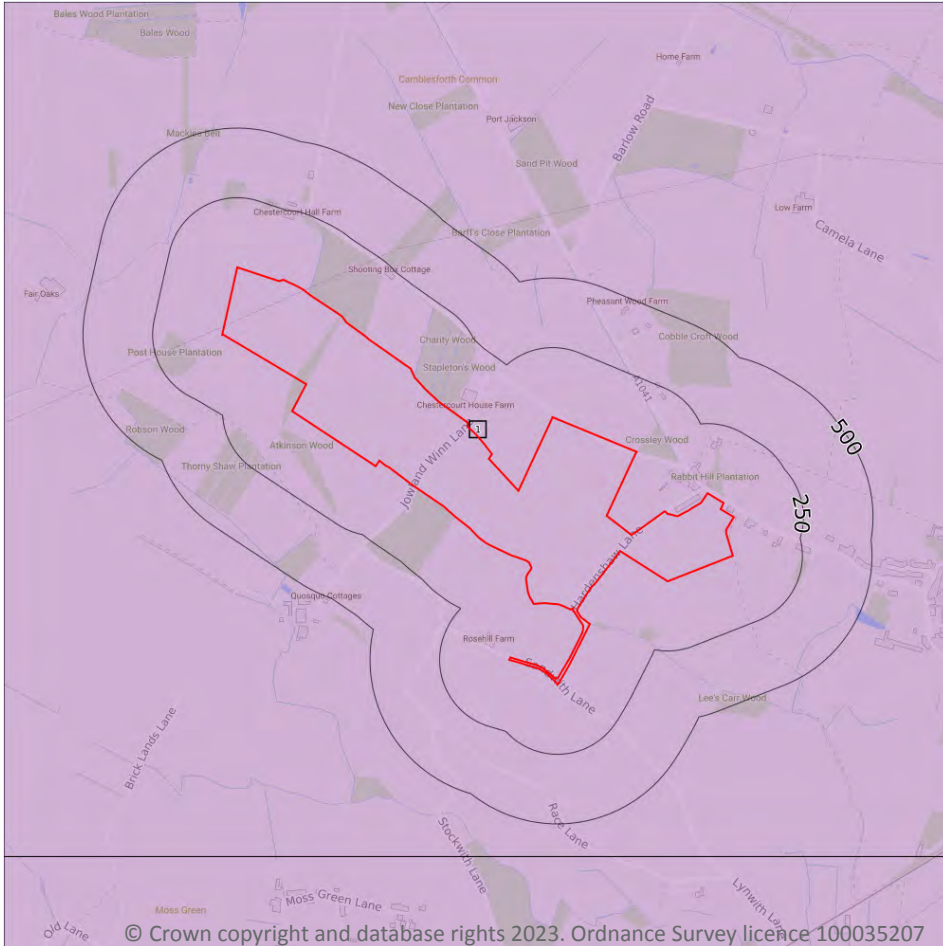 Bales Wood Plantation
Bales Wood
Home Farm
Camblesforth Common
New Close Plantation
Port Jackson
Barlow Road
Mackies Belt
Sand Pit Wood
Low Farm
Chestercourt Hall Farm
Camela Lane
Barff's Close Plantation
Shooting Box Cottage
Fair Oaks
Pheasant Wood Farm
Charity Wood
Cobble Croft Wood
Post House Plantation
Stapleton's Wood
A1041
Chestercourt House Farm
1
Robson Wood
Jowland Winn Lane
500
Crossley Wood
Atkinson Wood
Thorny Shaw Plantation
Rabbit Hill Plantation
250
Hardenshaw Lane
Quosquo Cottages
Rosehill Farm
Sandwith Lane
Lee's Carr Wood
Brick Lands Lane
Race Lane
Stockwith Lane
Lynwith Lane
Moss Green Lane
Moss Green
Old Lane
© Crown copyright and database rights 2023. Ordnance Survey licence 100035207